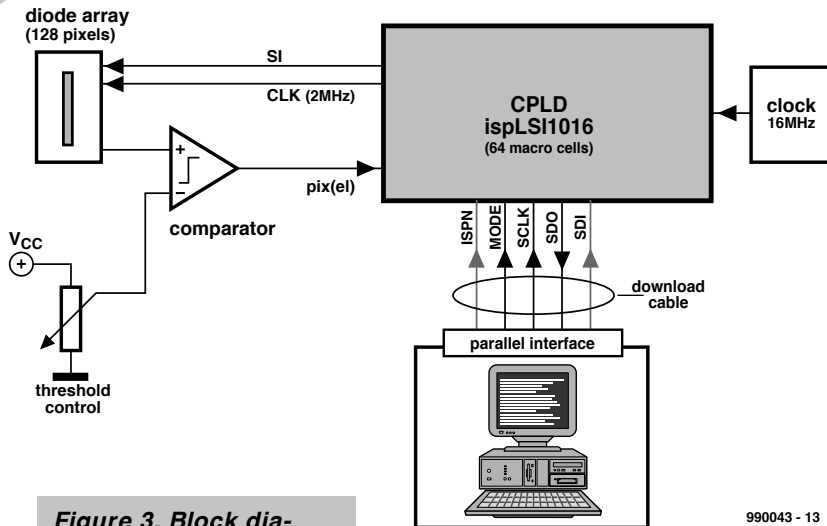 diode array
(128 pixels)
SI
CLK (2MHz)
CPLD
ispLSI1016
(64 macro cells)
clock
16MHz
+
−
pix(el)
comparator
VCC
+
threshold
control
ISPN
MODE
SCLK
SDO
SDI
download
cable
parallel interface
Figure 3. Block dia-
990043 - 13